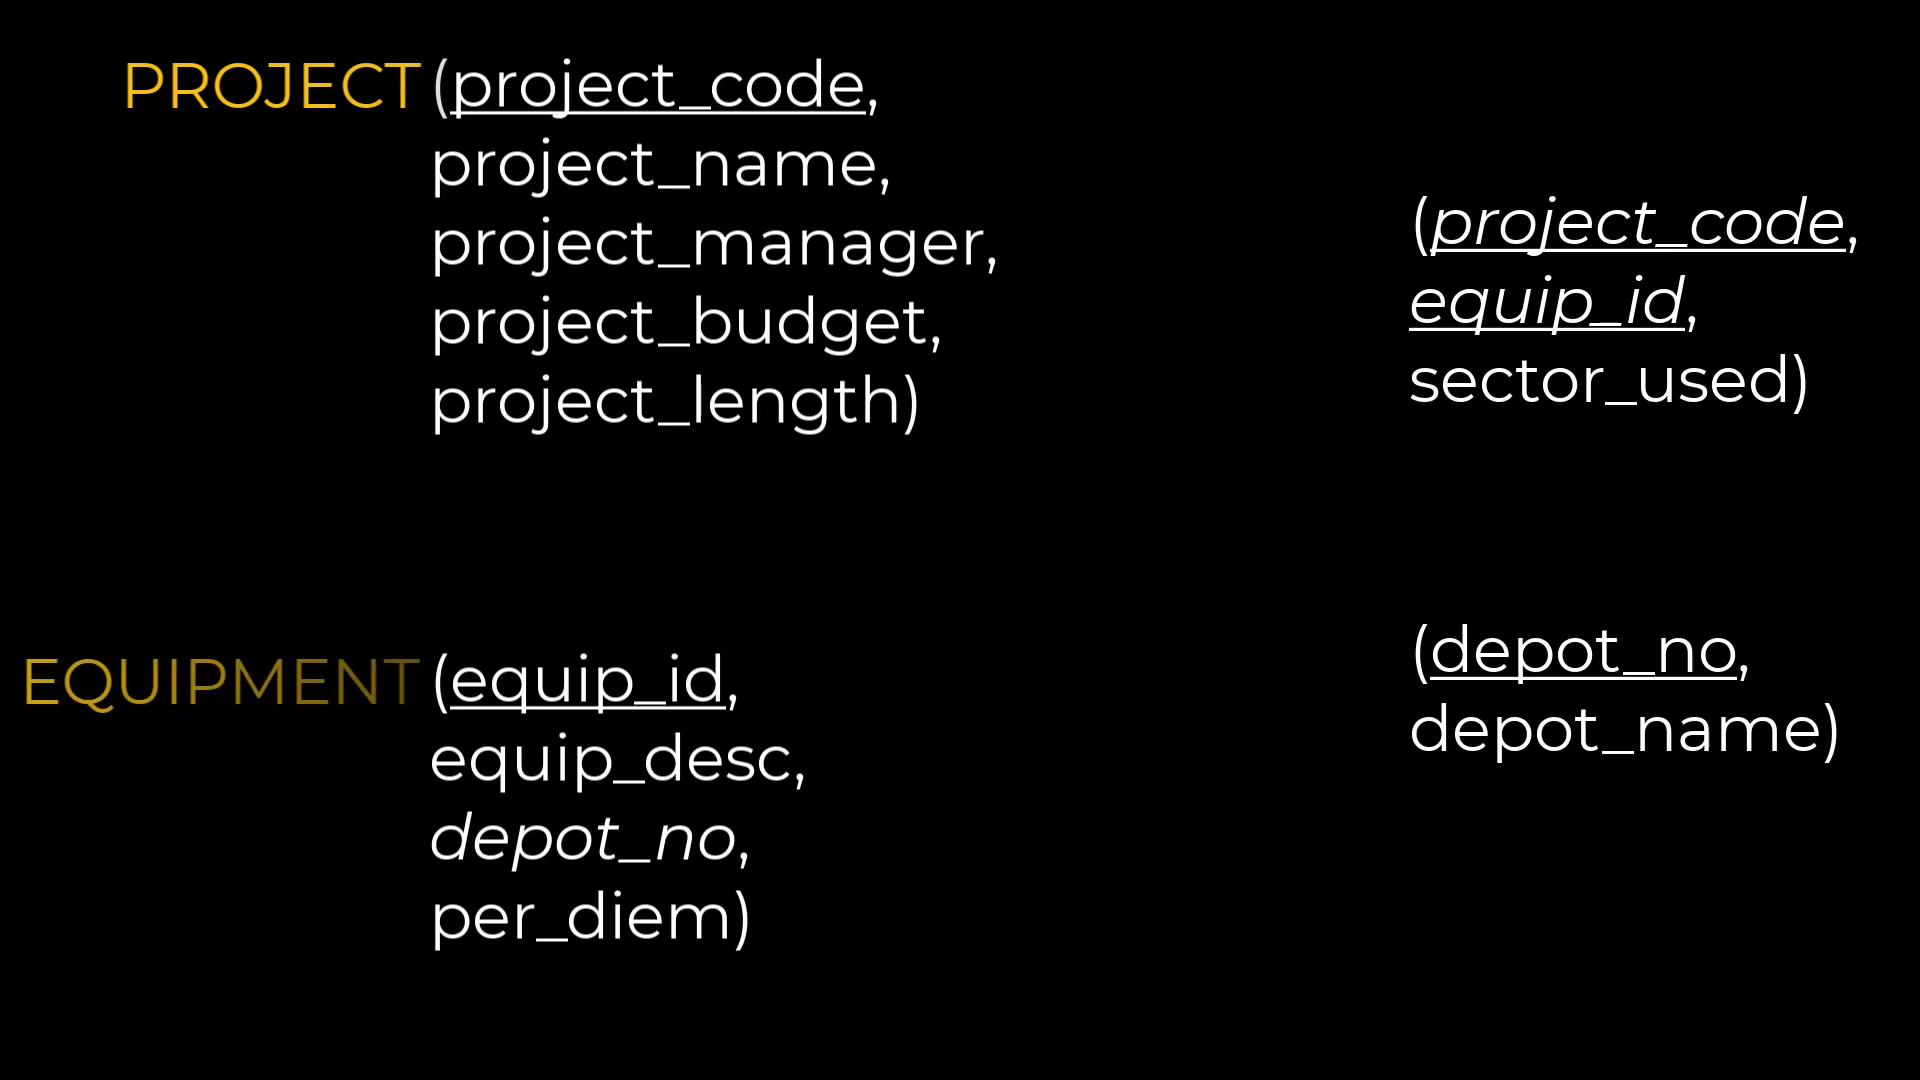 PROJECT (project_code,
project_name,
project_manager,
project_budget,
project_length)
(project_code,
equip_id,
sector_used)
EQUIPMENT (equip_id,
equip_desc,
depot_no,
per_diem)
(depot_no,
depot_name)